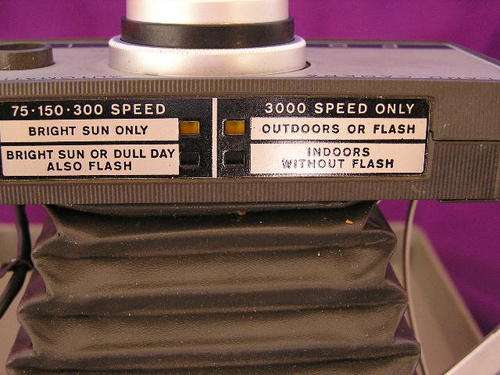 75·150·300 SPEED
BRIGHT SUN ONLY
BRIGHT SUN OR DULL DAY
ALSO FLASH
3000 SPEED ONLY
OUTDOORS OR FLASH
INDOORS
WITHOUT FLASH